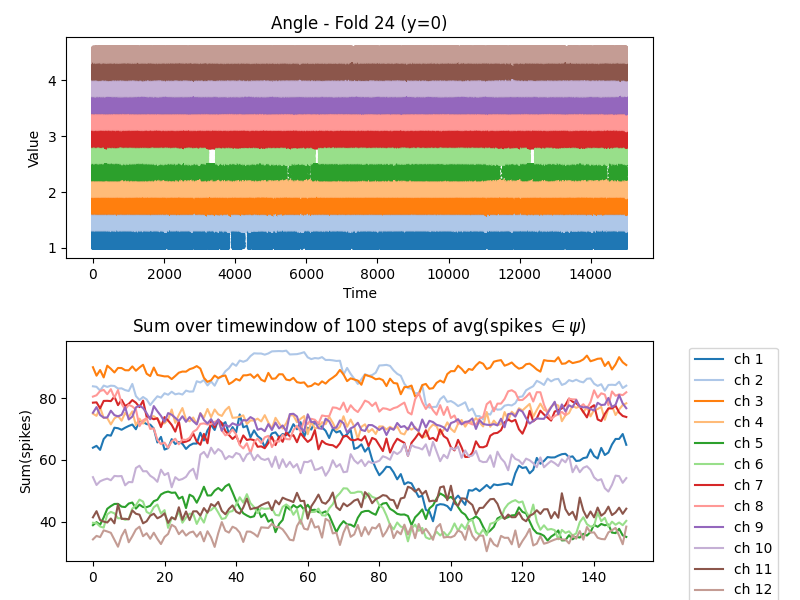 Angle - Fold 24 (y=0)
Value
4
3
2
1
0 2000 4000 6000 8000 10000 12000 14000
Time
Sum over timewindow of 100 steps of avg(spikes ∈ ψ)
Sum(spikes)
80
60
40
0 20 40 60 80 100 120 140
ch 1
ch 2
ch 3
ch 4
ch 5
ch 6
ch 7
ch 8
ch 9
ch 10
ch 11
ch 12